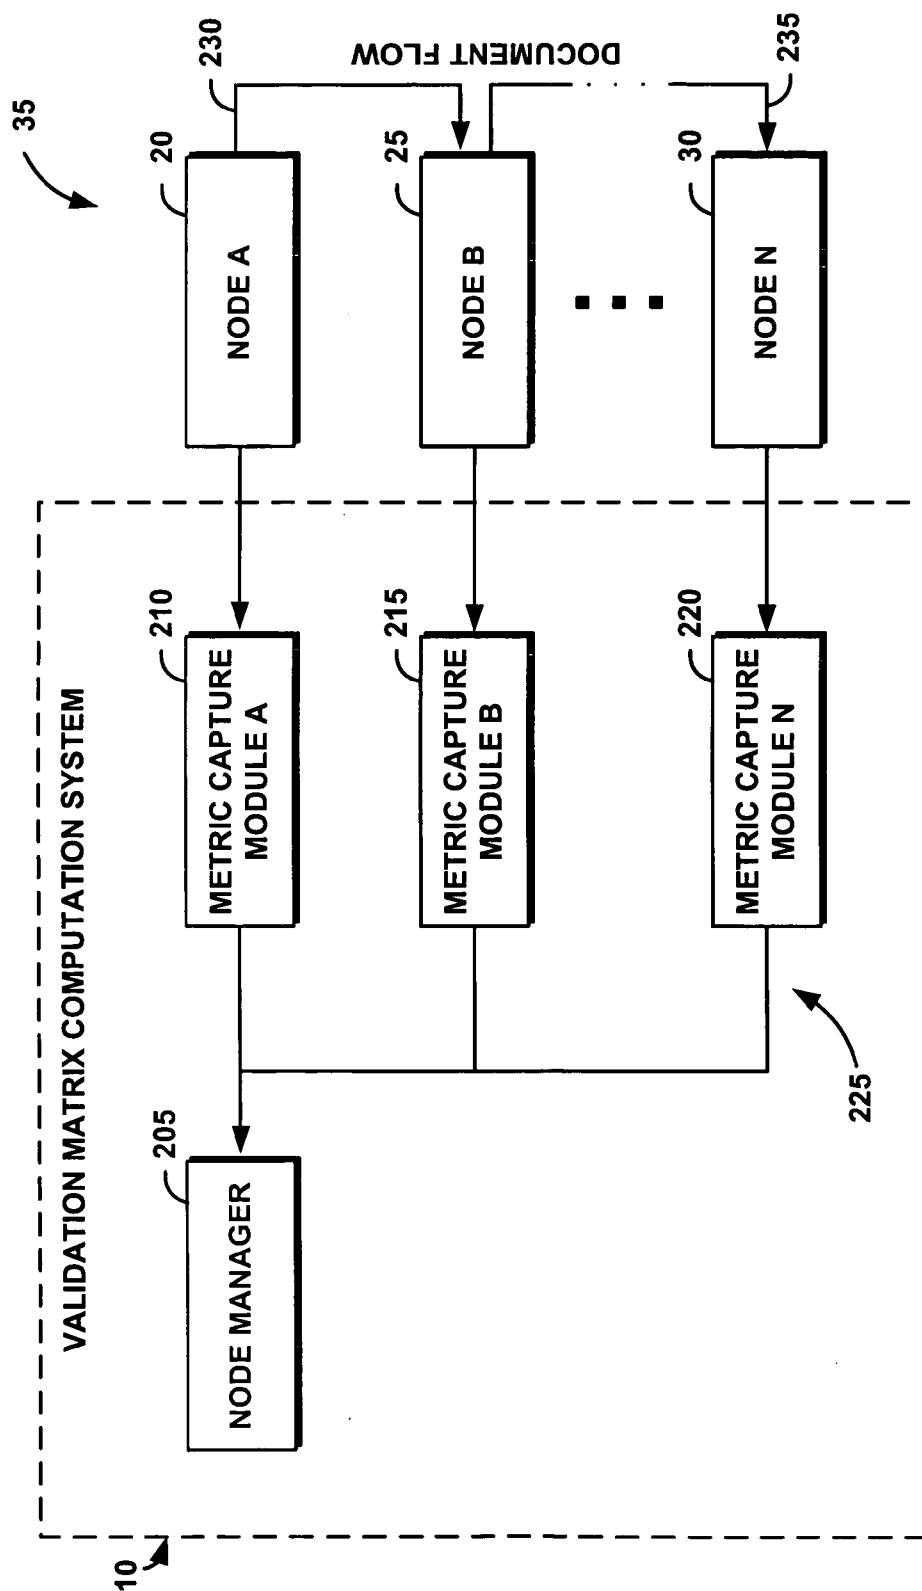 10
VALIDATION MATRIX COMPUTATION SYSTEM
35
205
NODE MANAGER
210
METRIC CAPTURE
MODULE A
20
NODE A
230
215
METRIC CAPTURE
MODULE B
25
NODE B
DOCUMENT FLOW
220
METRIC CAPTURE
MODULE N
30
NODE N
235
225